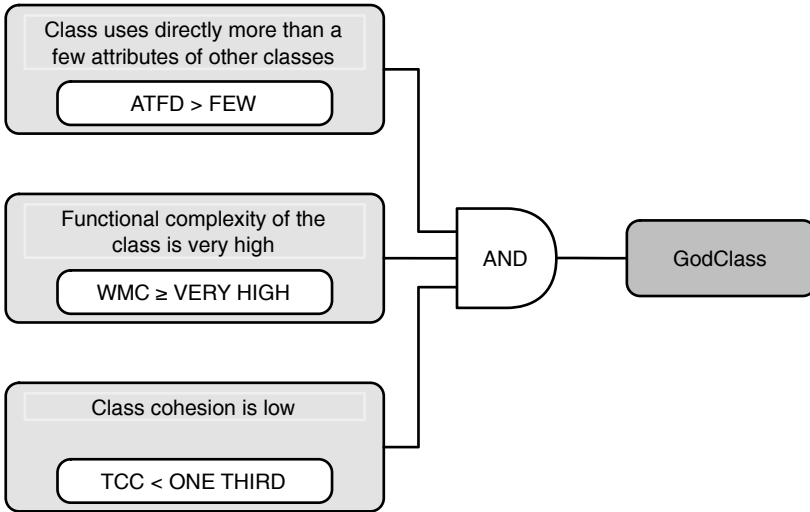 Class uses directly more than a
few attributes of other classes
ATFD > FEW
Functional complexity of the
class is very high
WMC ≥ VERY HIGH
AND
GodClass
Class cohesion is low
TCC < ONE THIRD